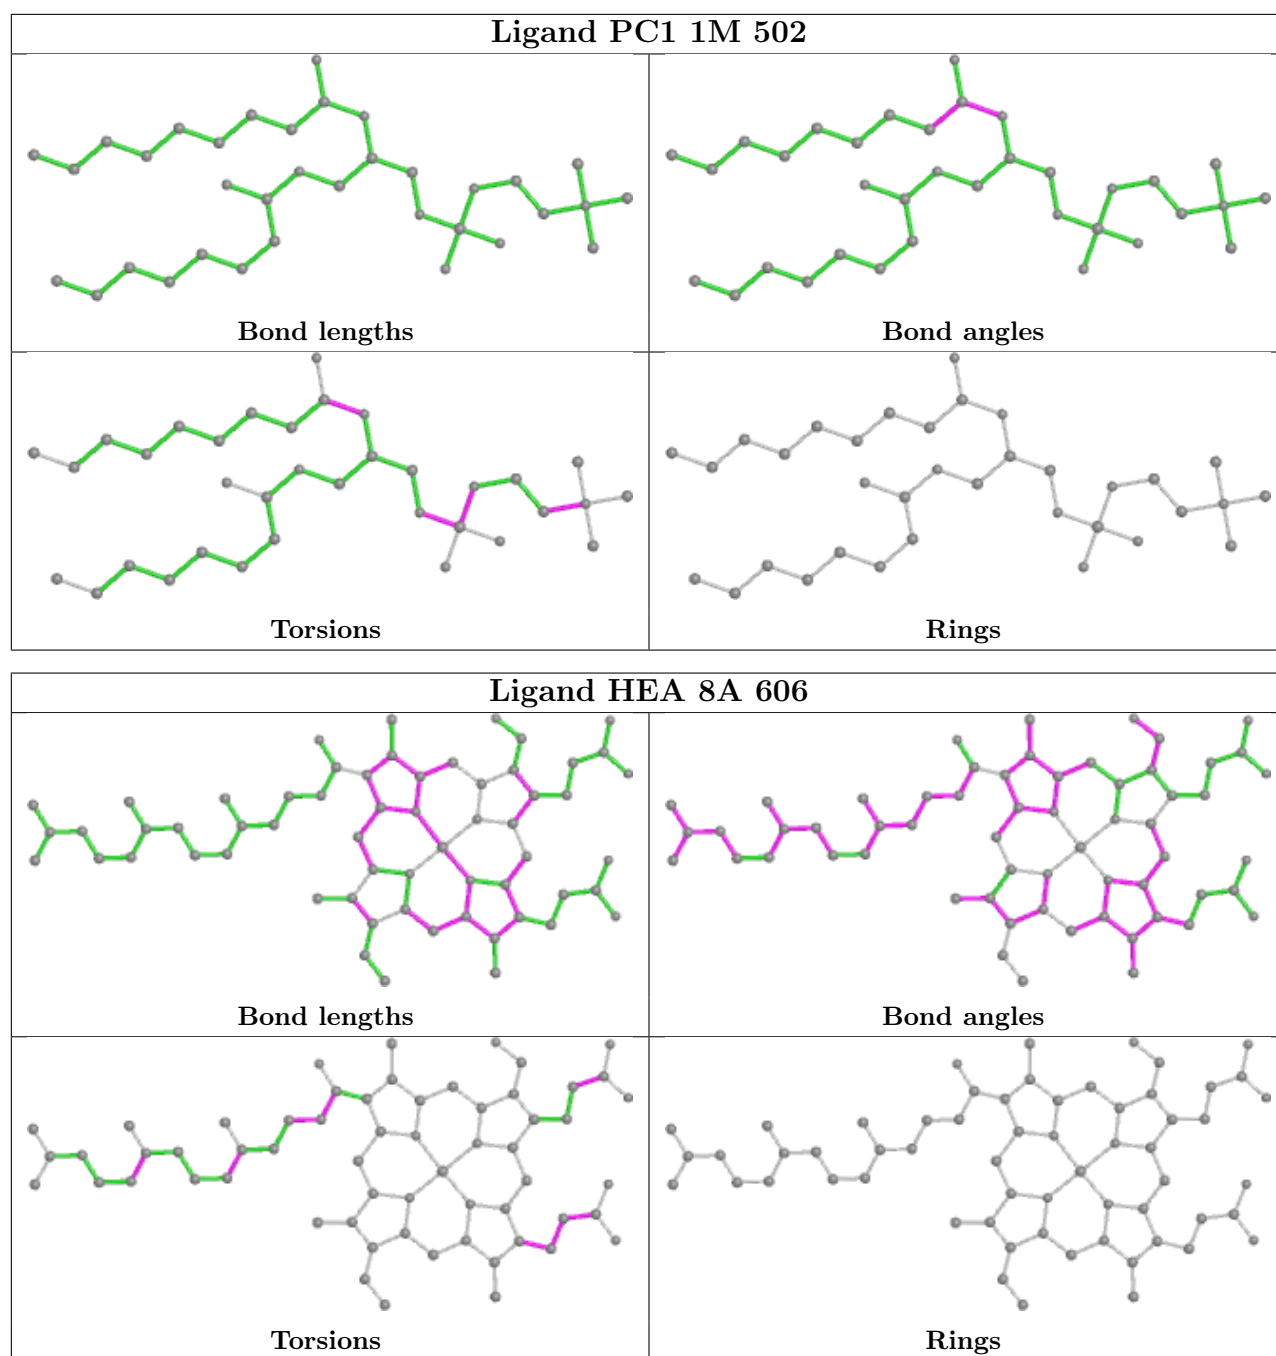 Ligand PC1 1M 502
Bond lengths
Bond angles
Torsions
Rings
Ligand HEA 8A 606
Bond lengths
Bond angles
Torsions
Rings